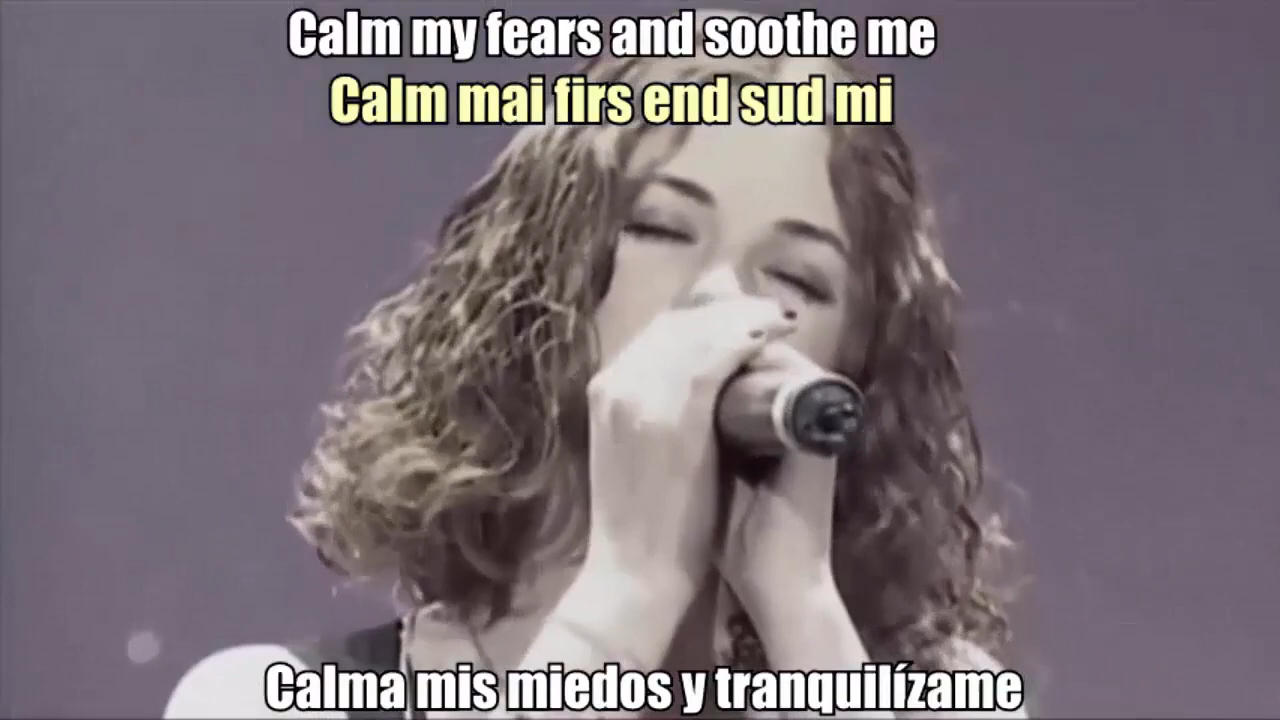 Calm my fears and soothe me
Calm mai firs end sud mi
Calma mis miedos y tranquilízame